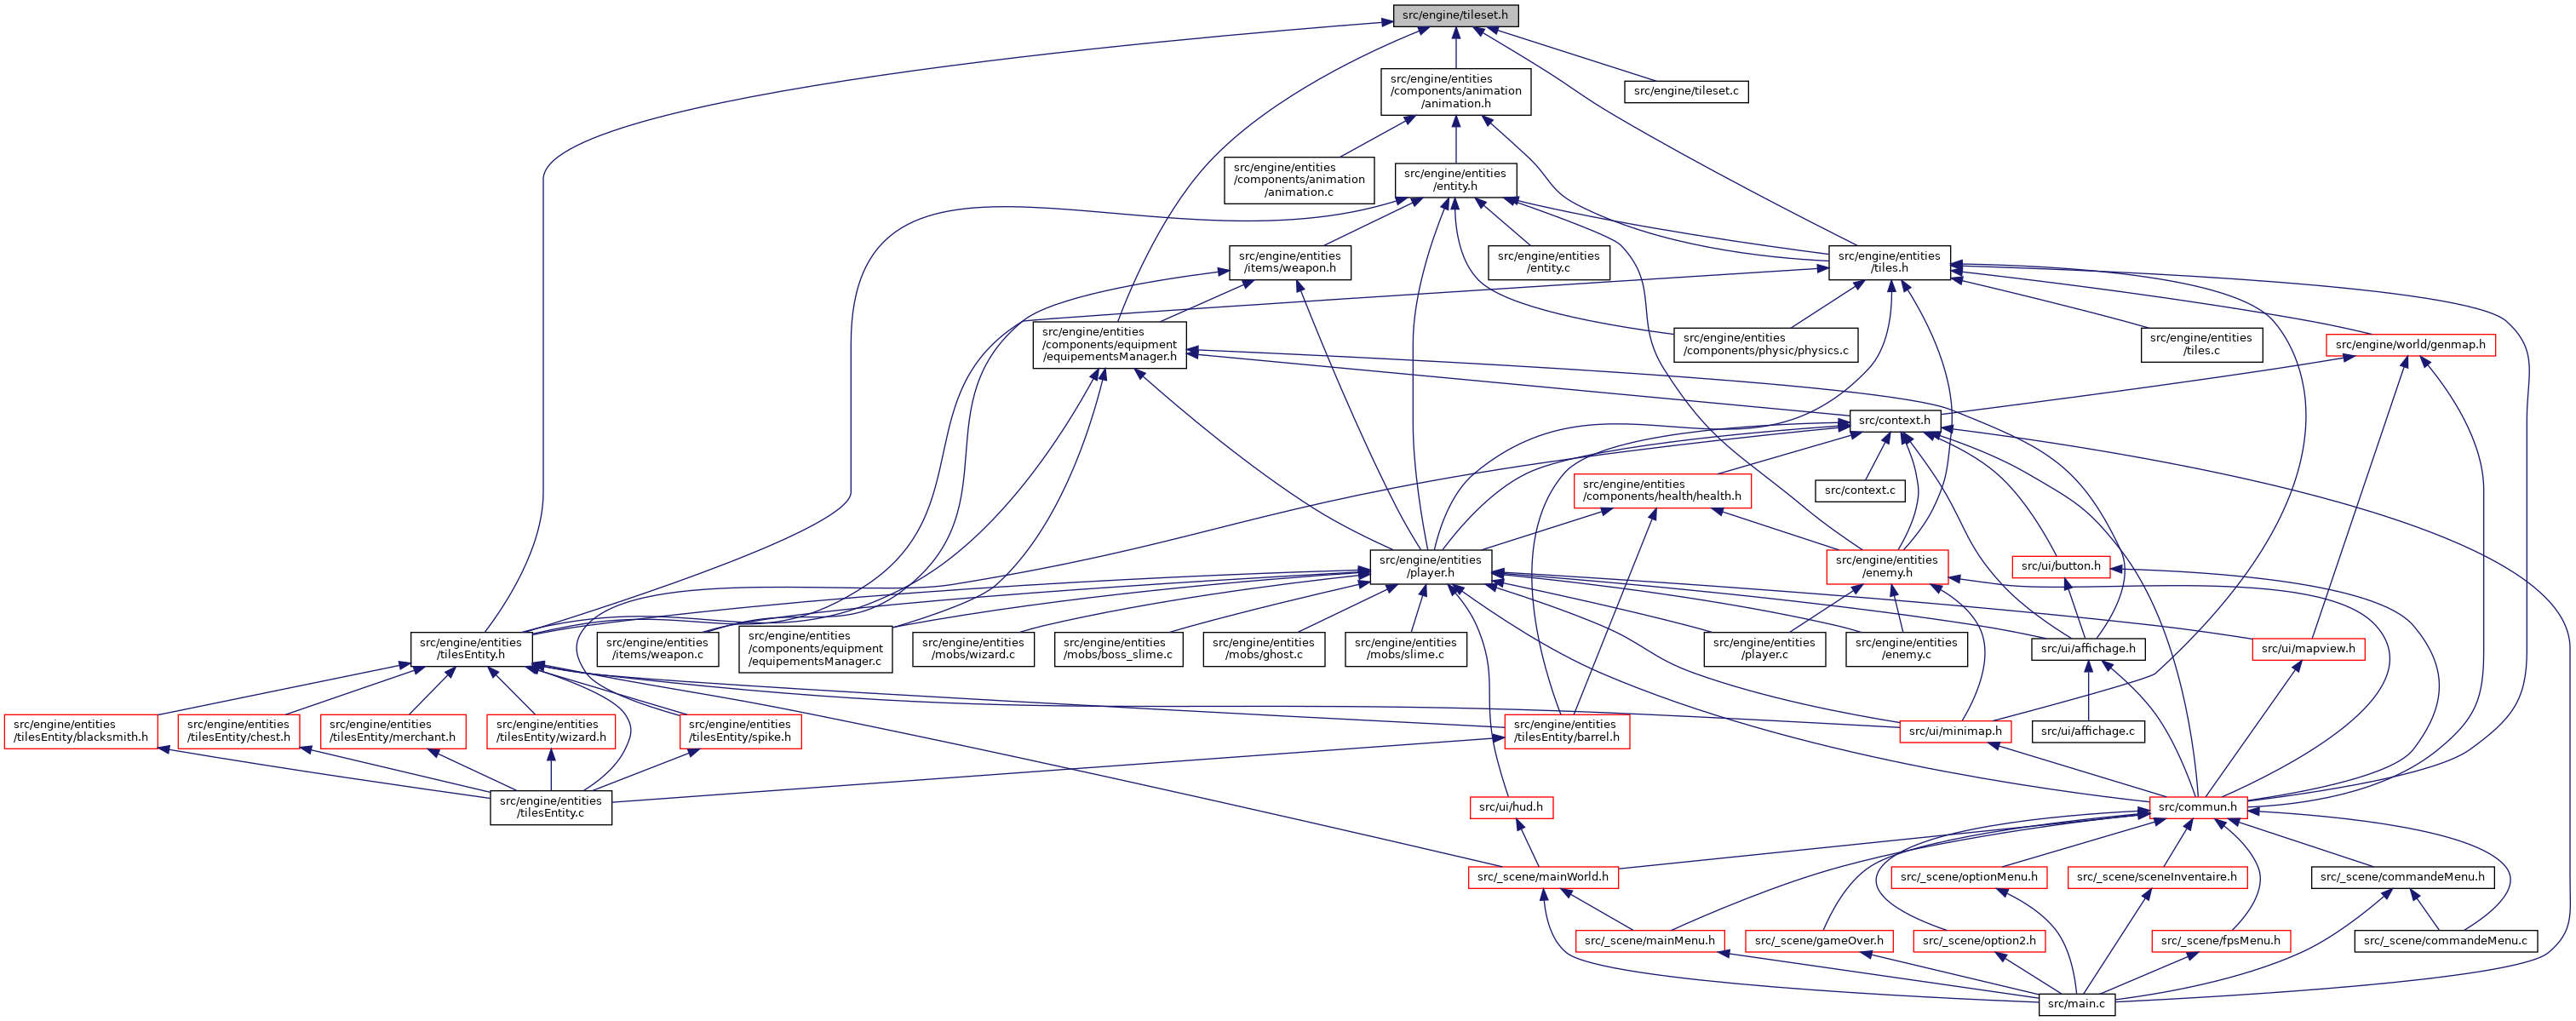 src/engine/tileset.h
src/engine/entities
/components/animation
/animation.h
src/engine/tileset.c
src/engine/entities
/components/animation
/animation.c
src/engine/entities
/entity.h
src/engine/entities
/items/weapon.h
src/engine/entities
/entity.c
src/engine/entities
/tiles.h
src/engine/entities
/components/equipment
/equipementsManager.h
src/engine/entities
/components/physic/physics.c
src/engine/entities
/tiles.c
src/engine/world/genmap.h
src/context.h
src/engine/entities
/components/health/health.h
src/context.c
src/engine/entities
/player.h
src/engine/entities
/enemy.h
src/ui/button.h
src/engine/entities
/tilesEntity.h
src/engine/entities
/items/weapon.c
src/engine/entities
/components/equipment
/equipementsManager.c
src/engine/entities
/mobs/wizard.c
src/engine/entities
/mobs/boss_slime.c
src/engine/entities
/mobs/ghost.c
src/engine/entities
/mobs/slime.c
src/engine/entities
/player.c
src/engine/entities
/enemy.c
src/ui/affichage.h
src/ui/mapview.h
src/engine/entities
/tilesEntity/blacksmith.h
src/engine/entities
/tilesEntity/chest.h
src/engine/entities
/tilesEntity/merchant.h
src/engine/entities
/tilesEntity/wizard.h
src/engine/entities
/tilesEntity/spike.h
src/engine/entities
/tilesEntity/barrel.h
src/ui/minimap.h
src/ui/affichage.c
src/engine/entities
/tilesEntity.c
src/ui/hud.h
src/commun.h
src/_scene/mainWorld.h
src/_scene/optionMenu.h
src/_scene/sceneInventaire.h
src/_scene/commandeMenu.h
src/_scene/mainMenu.h
src/_scene/gameOver.h
src/_scene/option2.h
src/_scene/fpsMenu.h
src/_scene/commandeMenu.c
src/main.c